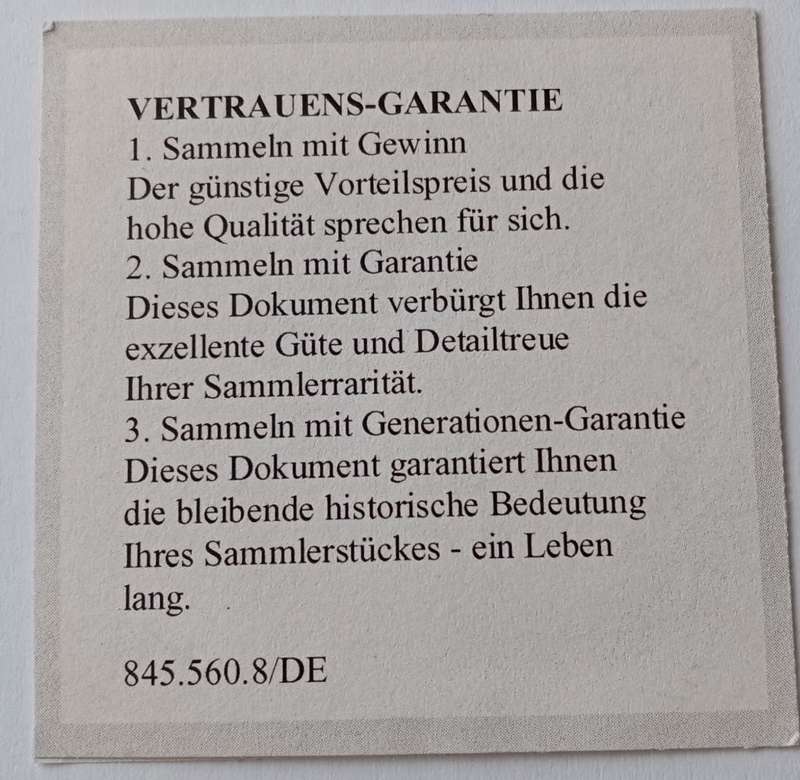 VERTRAUENS-GARANTIE
1. Sammeln mit Gewinn
Der günstige Vorteilspreis und die
hohe Qualität sprechen für sich.
2. Sammeln mit Garantie
Dieses Dokument verbürgt Ihnen die
exzellente Güte und Detailtreue
Ihrer Sammlerrarität.
3. Sammeln mit Generationen-Garantie
Dieses Dokument garantiert Ihnen
die bleibende historische Bedeutung
Ihres Sammlerstückes - ein Leben
lang.
845.560.8/DE